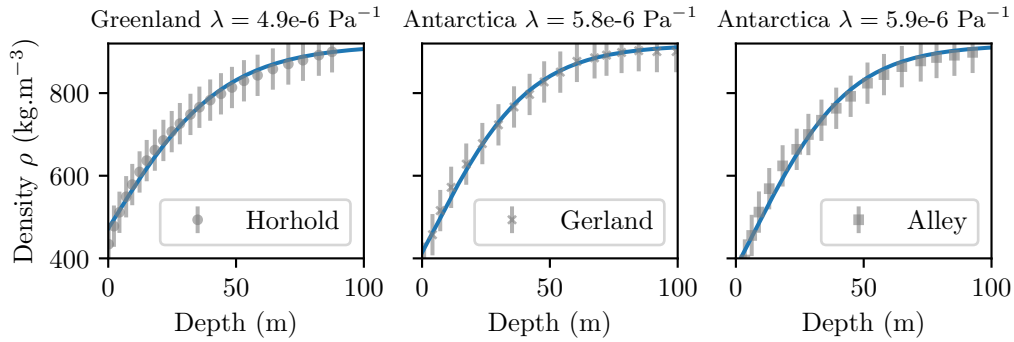 Greenland λ = 4.9e-6 Pa⁻¹
Antarctica λ = 5.8e-6 Pa⁻¹
Antarctica λ = 5.9e-6 Pa⁻¹
Density ρ (kg.m⁻³)
800
600
400
Horhold
Gerland
Alley
0 50 100
0 50 100
0 50 100
Depth (m)
Depth (m)
Depth (m)